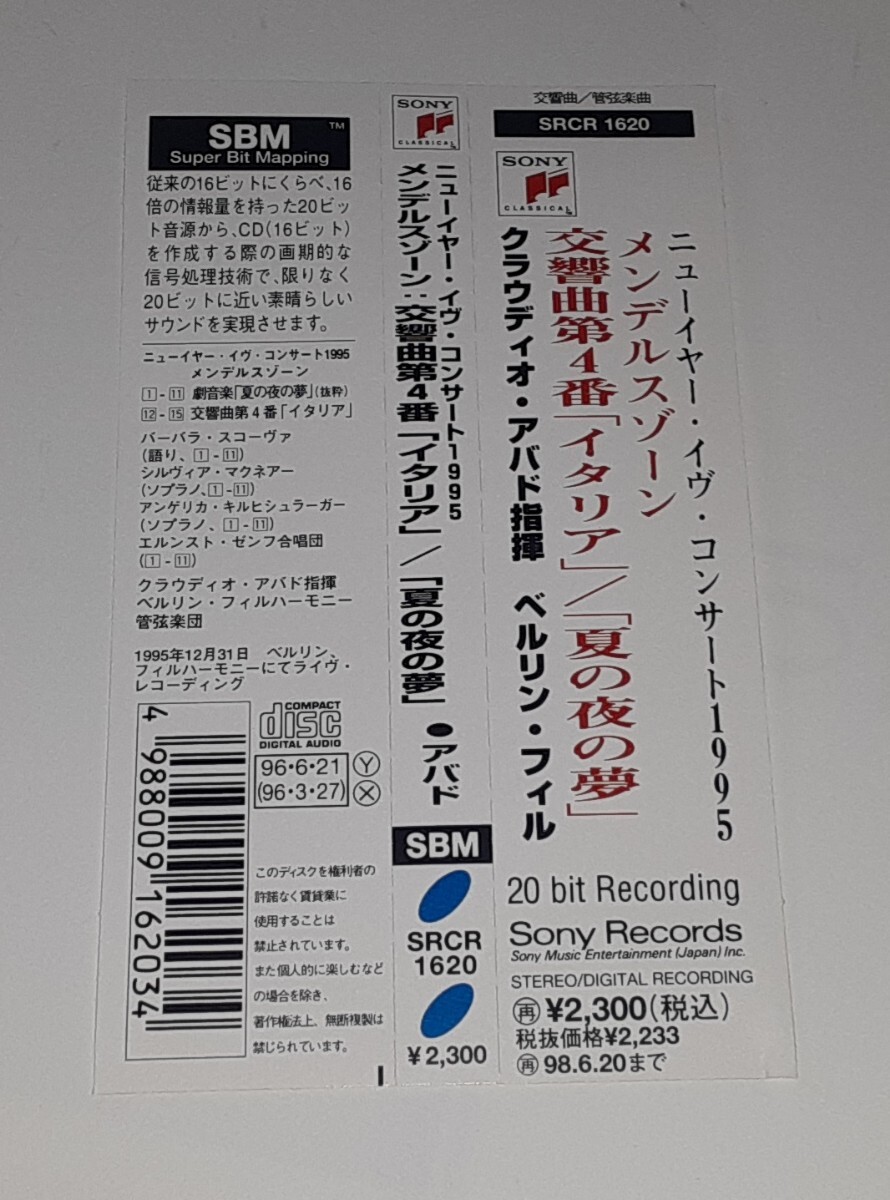 SBM™
Super Bit Mapping
従来の16ビットにくらべ、16
倍の情報量を持った20ビッ
ト音源から、CD(16ビット)
を作成する際の画期的な
信号処理技術で、限りなく
20ビットに近い素晴らしい
サウンドを実現させます。
ニューイヤー・イヴ・コンサート1995
メンデルスゾーン
1-11 劇音楽「夏の夜の夢」(抜粋)
12-15 交響曲第4番「イタリア」
バーバラ・スコーヴァ
(語り、1-11)
シルヴィア・マクネアー
(ソプラノ、1-11)
アンゲリカ・キルヒシュラーガー
(ソプラノ、1-11)
エルンスト・ゼンフ合唱団
(1-11)
クラウディオ・アバド指揮
ベルリン・フィルハーモニー
管弦楽団
1995年12月31日 ベルリン、
フィルハーモニーにてライヴ・
レコーディング
COMPACT
disc
DIGITAL AUDIO
96・6・21 Ⓨ
(96・3・27) Ⓧ
4 988009 162034
このディスクを権利者の
許諾なく賃貸業に
使用することは
禁止されています。
また個人的に楽しむなど
の場合を除き、
著作権法上、無断複製は
禁じられています。
SONY
CLASSICAL
ニューイヤー・イヴ・コンサート1995
メンデルスゾーン:交響曲第4番「イタリア」/「夏の夜の夢」●アバド
SBM
SRCR
1620
¥2,300
交響曲/管弦楽曲
SRCR 1620
SONY
CLASSICAL
ニューイヤー・イヴ・コンサート1995
メンデルスゾーン
交響曲第4番「イタリア」/「夏の夜の夢」
クラウディオ・アバド指揮 ベルリン・フィル
20 bit Recording
Sony Records
Sony Music Entertainment (Japan) Inc.
STEREO/DIGITAL RECORDING
再 ¥2,300(税込)
税抜価格¥2,233
再 98.6.20まで